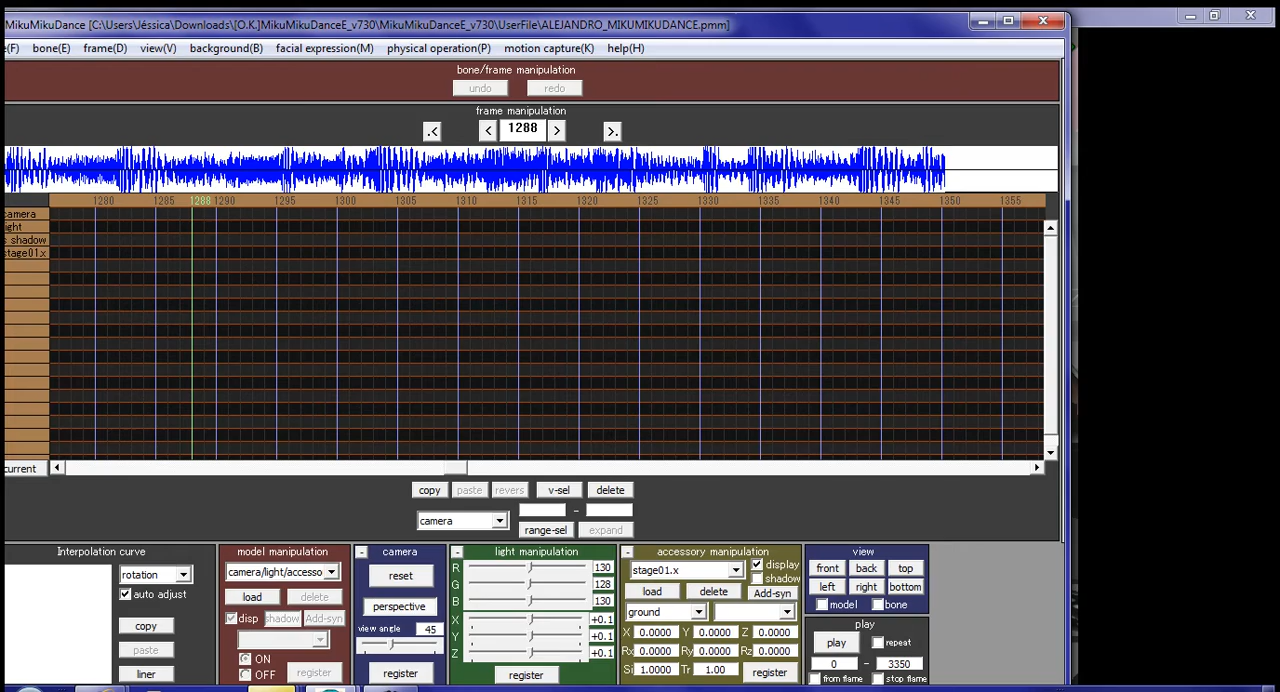 MikuMikuDance [C:\Users\Jéssica\Downloads\[O.K.]MikuMikuDanceE_v730\MikuMikuDanceE_v730\UserFile\ALEJANDRO_MIKUMIKUDANCE.pmm]
e(F) bone(E) frame(D) view(V) background(B) facial expression(M) physical operation(P) motion capture(K) help(H)
bone/frame manipulation
undo redo
frame manipulation
.< < 1288 > >.
1280 1285 1288 1290 1295 1300 1305 1310 1315 1320 1325 1330 1335 1340 1345 1350 1355
camera
ight
s shadow
stage01.x
current
copy paste revers v-sel delete
camera -
range-sel expand
Interpolation curve
rotation
auto adjust
copy
paste
liner
model manipulation
camera/light/accesso
load delete
disp shadow Add-syn
ON
OFF register
- camera
reset
perspective
view angle 45
register
- light manipulation
R 130
G 128
B 130
X +0.1
Y +0.1
Z +0.1
register
- accessory manipulation
stage01.x display
shadow
load delete Add-syn
ground
X 0.0000 Y 0.0000 Z 0.0000
Rx 0.0000 Ry 0.0000 Rz 0.0000
Si 1.0000 Tr 1.00 register
view
front back top
left right bottom
model bone
play
play repeat
0 - 3350
from flame stop flame